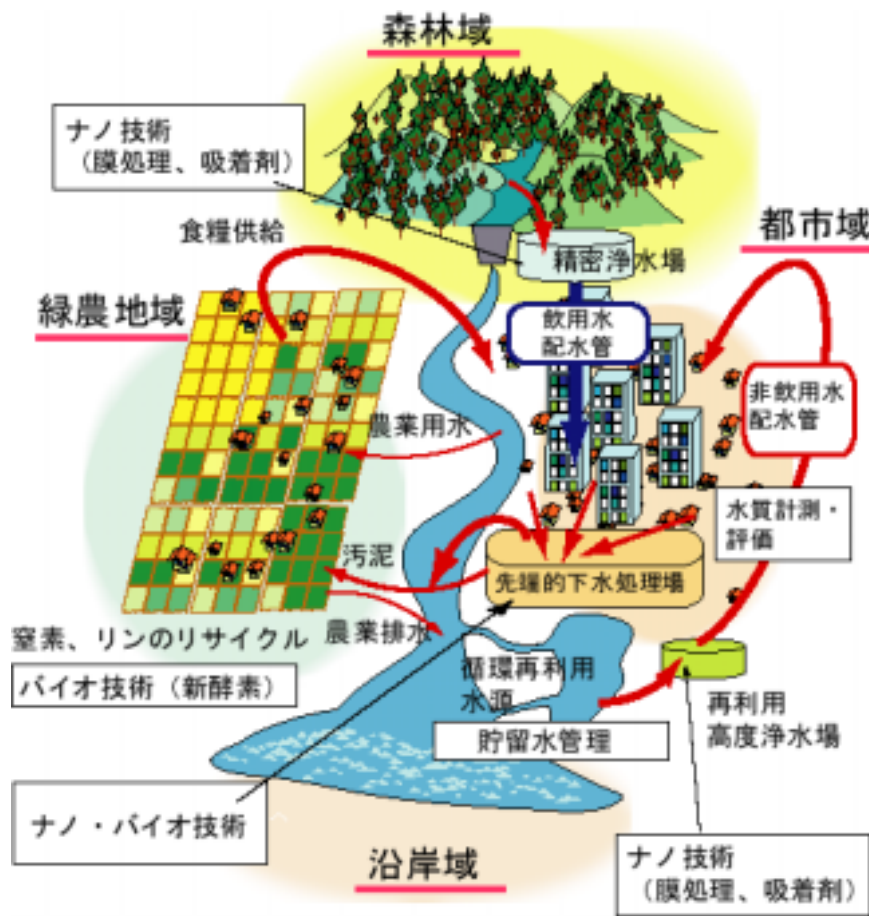 森林域
ナノ技術
（膜処理、吸着剤）
食糧供給
都市域
精密浄水場
緑農地域
飲用水
配水管
非飲用水
配水管
農業用水
水質計測・
評価
汚泥
先端的下水処理場
窒素、リンのリサイクル
農業排水
バイオ技術（新酵素）
循環再利用
水源
貯留水管理
再利用
高度浄水場
ナノ・バイオ技術
沿岸域
ナノ技術
（膜処理、吸着剤）